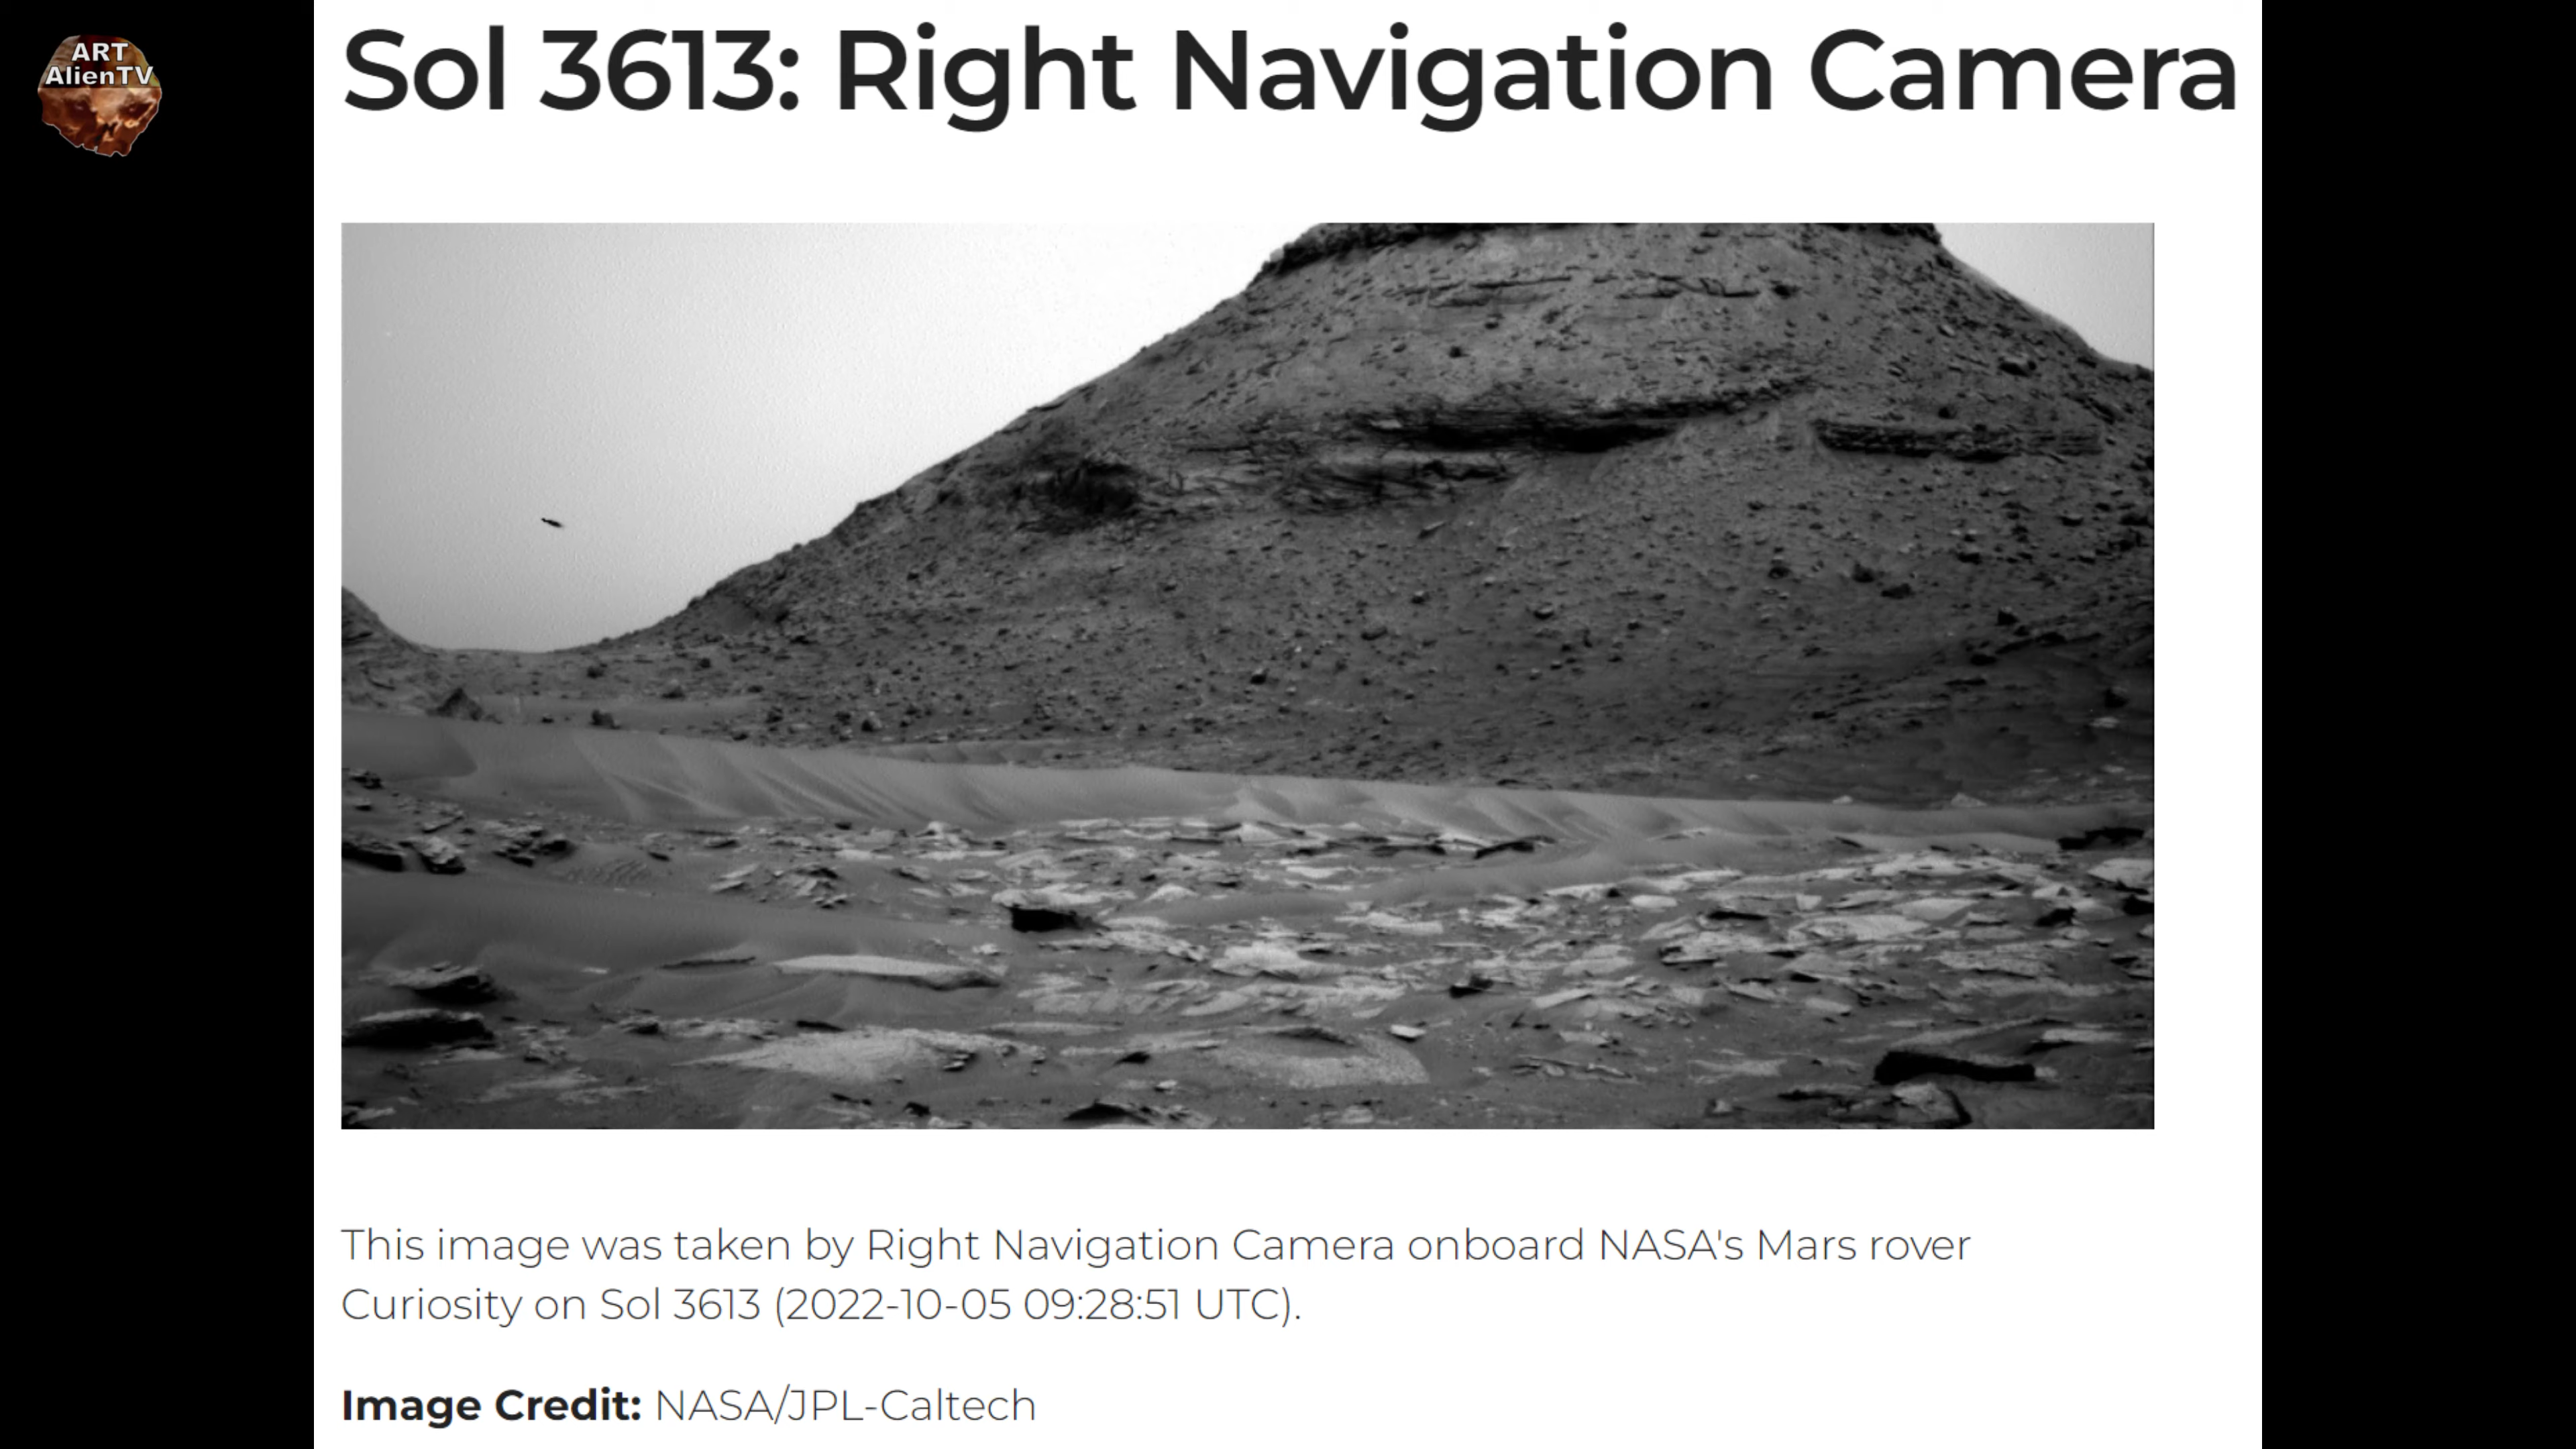 ART
AlienTV
Sol 3613: Right Navigation Camera
This image was taken by Right Navigation Camera onboard NASA's Mars rover
Curiosity on Sol 3613 (2022-10-05 09:28:51 UTC).
Image Credit: NASA/JPL-Caltech